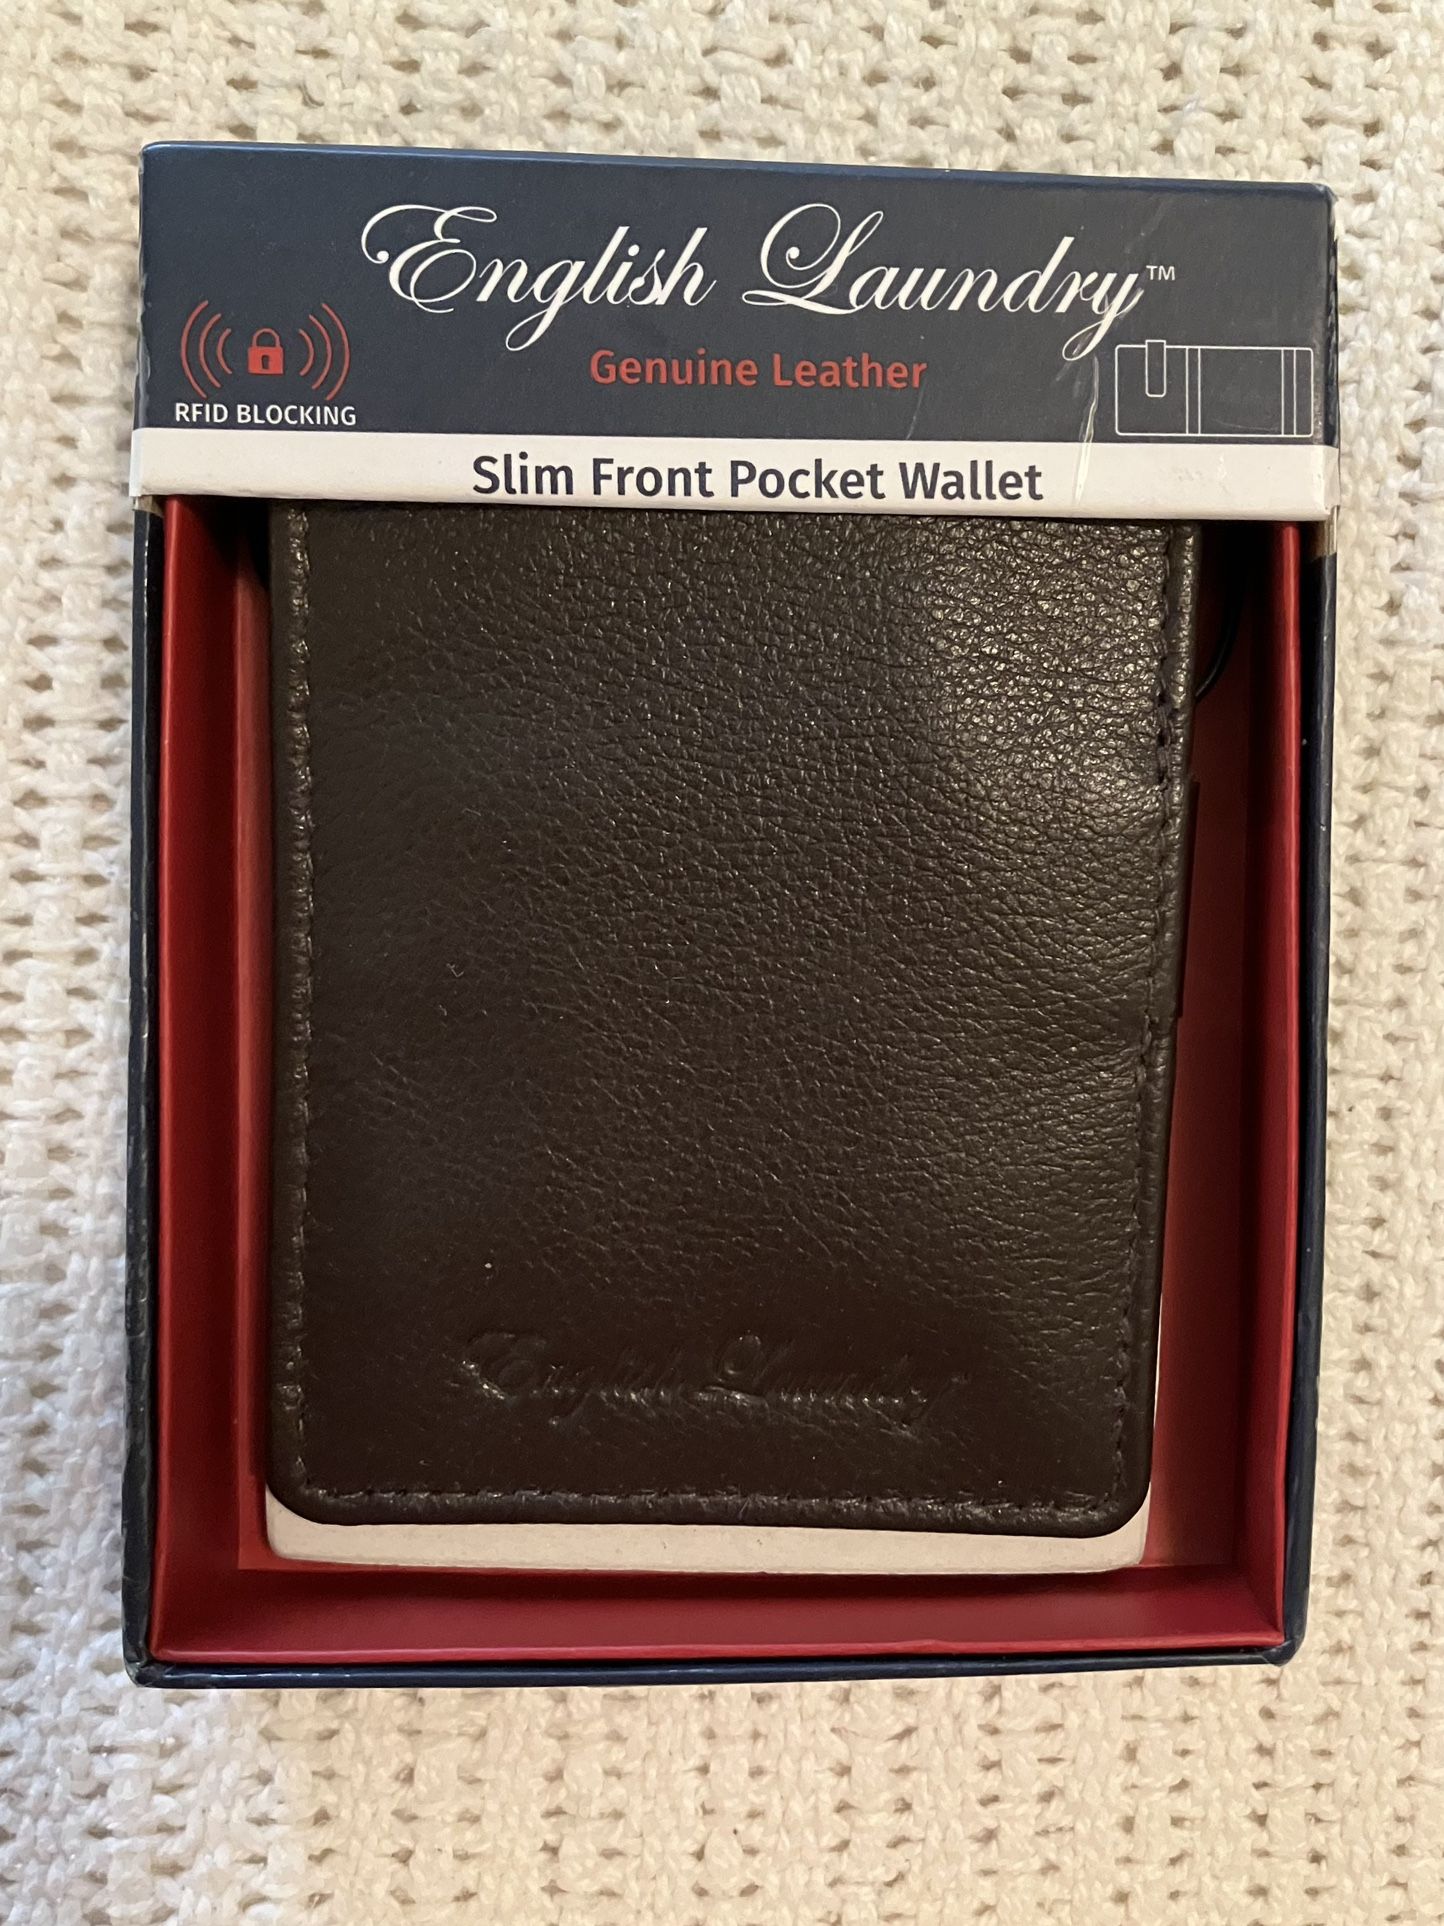 English Laundry™
Genuine Leather
RFID BLOCKING
Slim Front Pocket Wallet
English Laundry